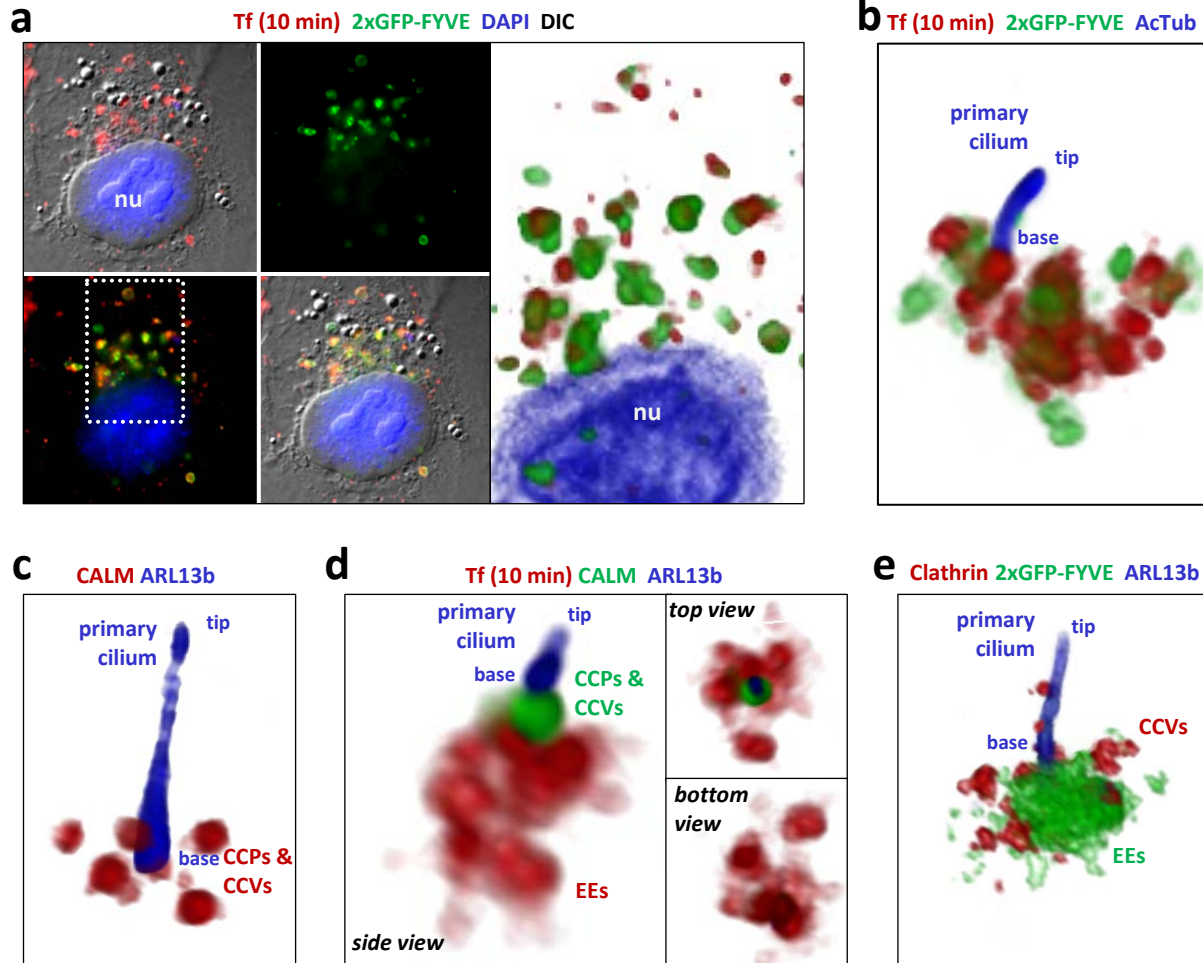 a
Tf (10 min) 2xGFP-FYVE DAPI DIC
nu
nu
b
Tf (10 min) 2xGFP-FYVE AcTub
primary
cilium
tip
base
c
CALM ARL13b
primary
cilium
tip
base
CCPs &
CCVs
d
Tf (10 min) CALM ARL13b
primary
cilium
tip
base
CCPs &
CCVs
EEs
side view
top view
bottom
view
e
Clathrin 2xGFP-FYVE ARL13b
primary
cilium
tip
base
CCVs
EEs